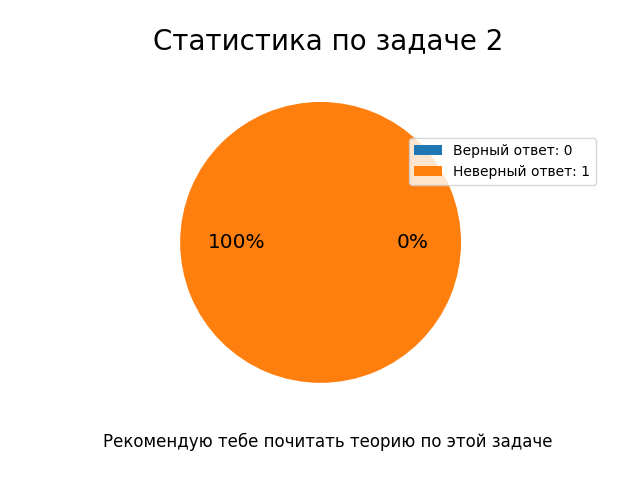 Статистика по задаче 2
Верный ответ: 0
Неверный ответ: 1
100%
0%
Рекомендую тебе почитать теорию по этой задаче